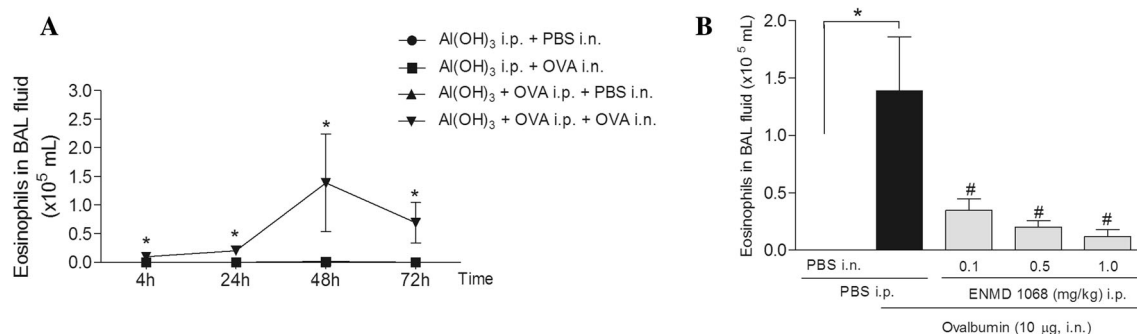 A
Al(OH)3 i.p. + PBS i.n.
Al(OH)3 i.p. + OVA i.n.
Al(OH)3 + OVA i.p. + PBS i.n.
Al(OH)3 + OVA i.p. + OVA i.n.
Eosinophils in BAL fluid
(x10^5 mL)
3.0
2.5
2.0
1.5
1.0
0.5
0.0
*
*
*
*
4h 24h 48h 72h Time
B
Eosinophils in BAL fluid (x10^5 mL)
2.0
1.5
1.0
0.5
0.0
*
#
#
#
PBS i.n. 0.1 0.5 1.0
PBS i.p. ENMD 1068 (mg/kg) i.p.
Ovalbumin (10 µg, i.n.)